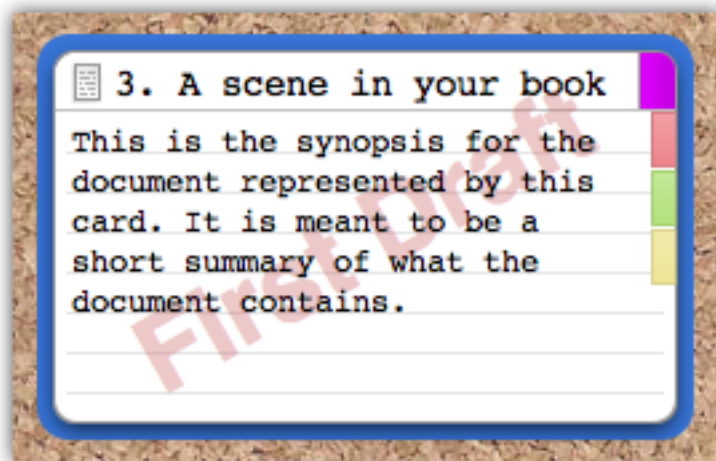 3. A scene in your book
This is the synopsis for the
document represented by this
card. It is meant to be a
short summary of what the
document contains.
First Draft